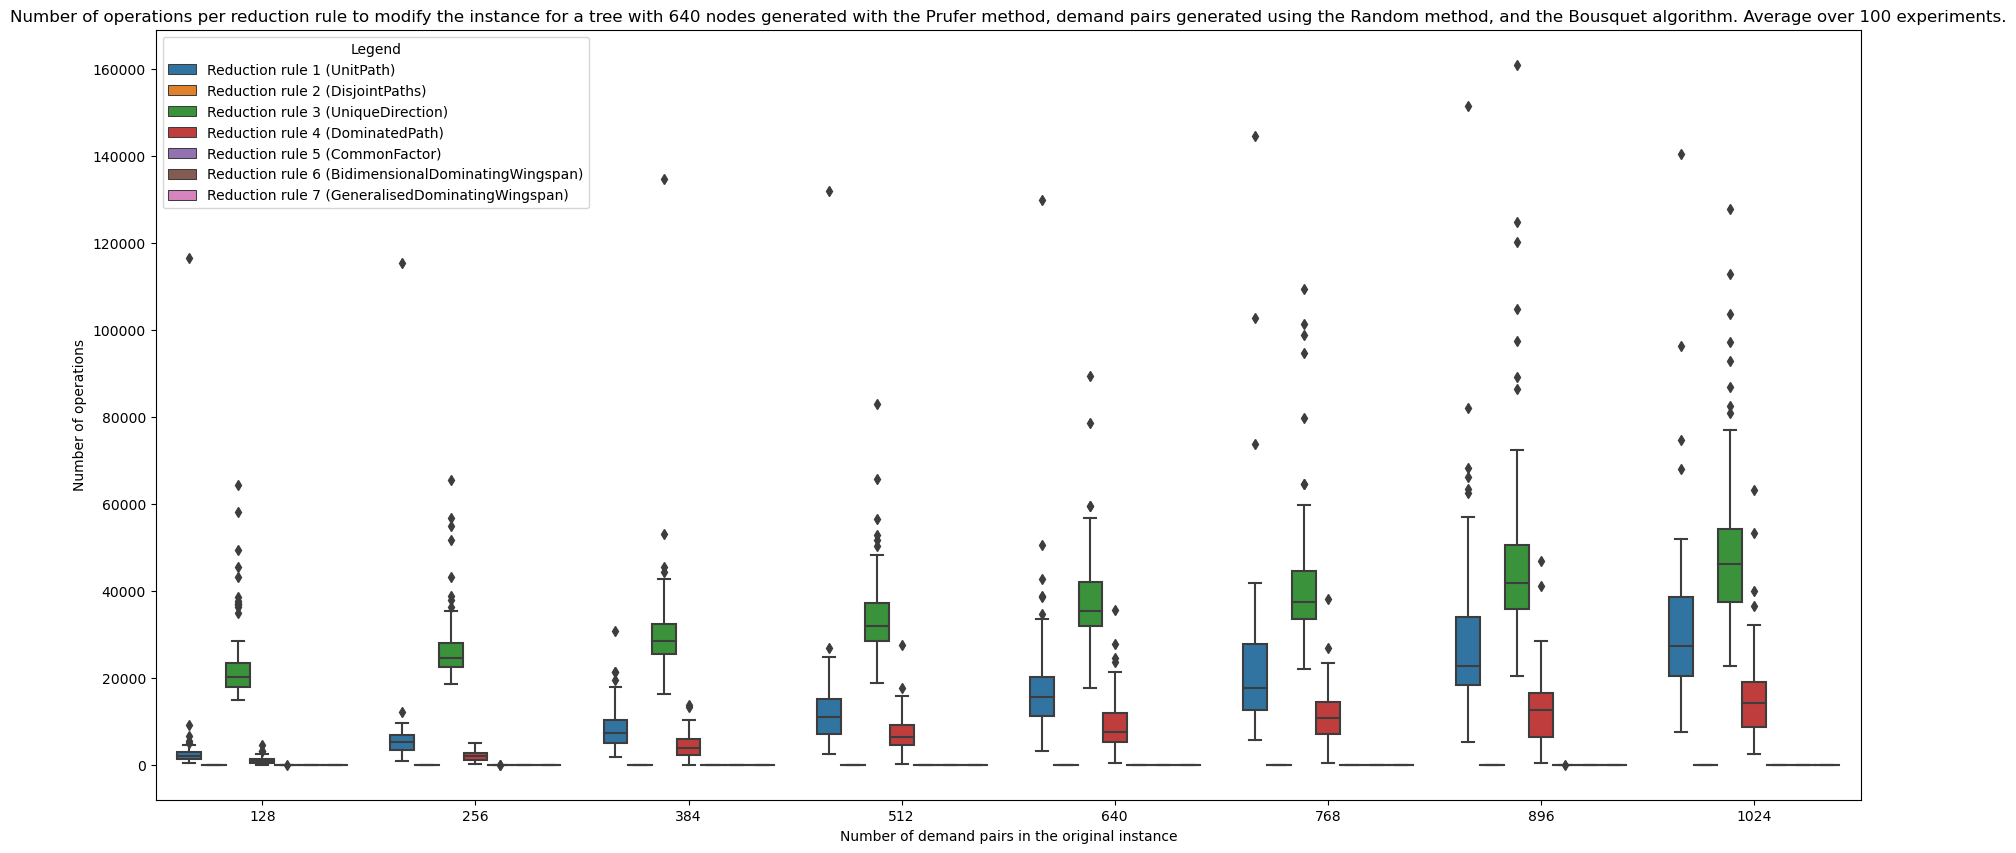 Number of operations per reduction rule to modify the instance for a tree with 640 nodes generated with the Prufer method, demand pairs generated using the Random method, and the Bousquet algorithm. Average over 100 experiments.
Legend
Reduction rule 1 (UnitPath)
Reduction rule 2 (DisjointPaths)
Reduction rule 3 (UniqueDirection)
Reduction rule 4 (DominatedPath)
Reduction rule 5 (CommonFactor)
Reduction rule 6 (BidimensionalDominatingWingspan)
Reduction rule 7 (GeneralisedDominatingWingspan)
Number of operations
160000
140000
120000
100000
80000
60000
40000
20000
0
128 256 384 512 640 768 896 1024
Number of demand pairs in the original instance